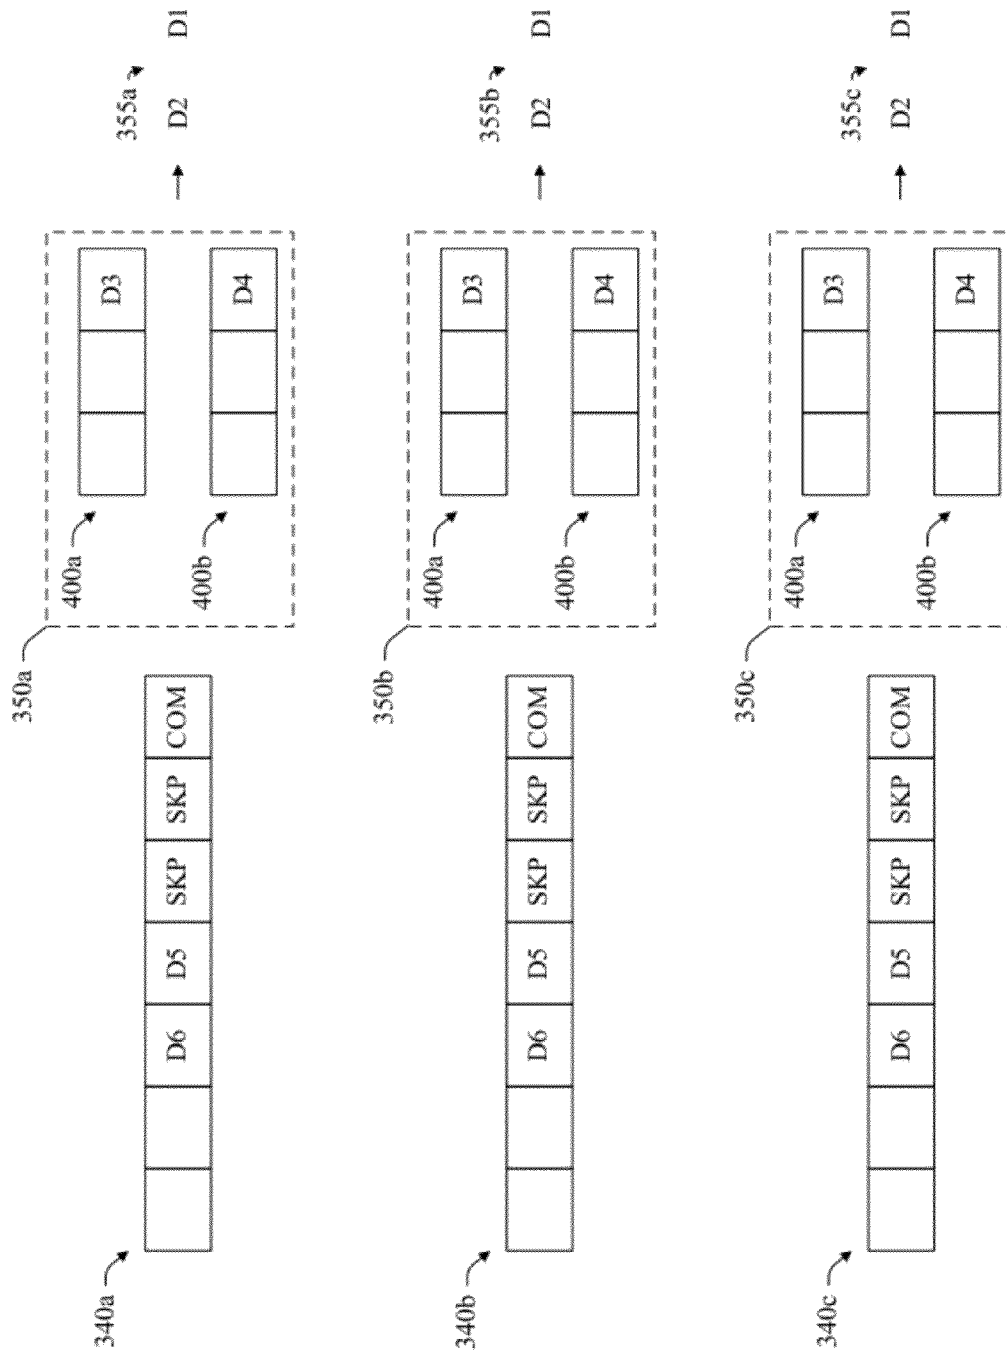 340a
D6 D5 SKP SKP COM
350a
400a
D3
400b
D4
355a
D2 D1
340b
D6 D5 SKP SKP COM
350b
400a
D3
400b
D4
355b
D2 D1
340c
D6 D5 SKP SKP COM
350c
400a
D3
400b
D4
355c
D2 D1